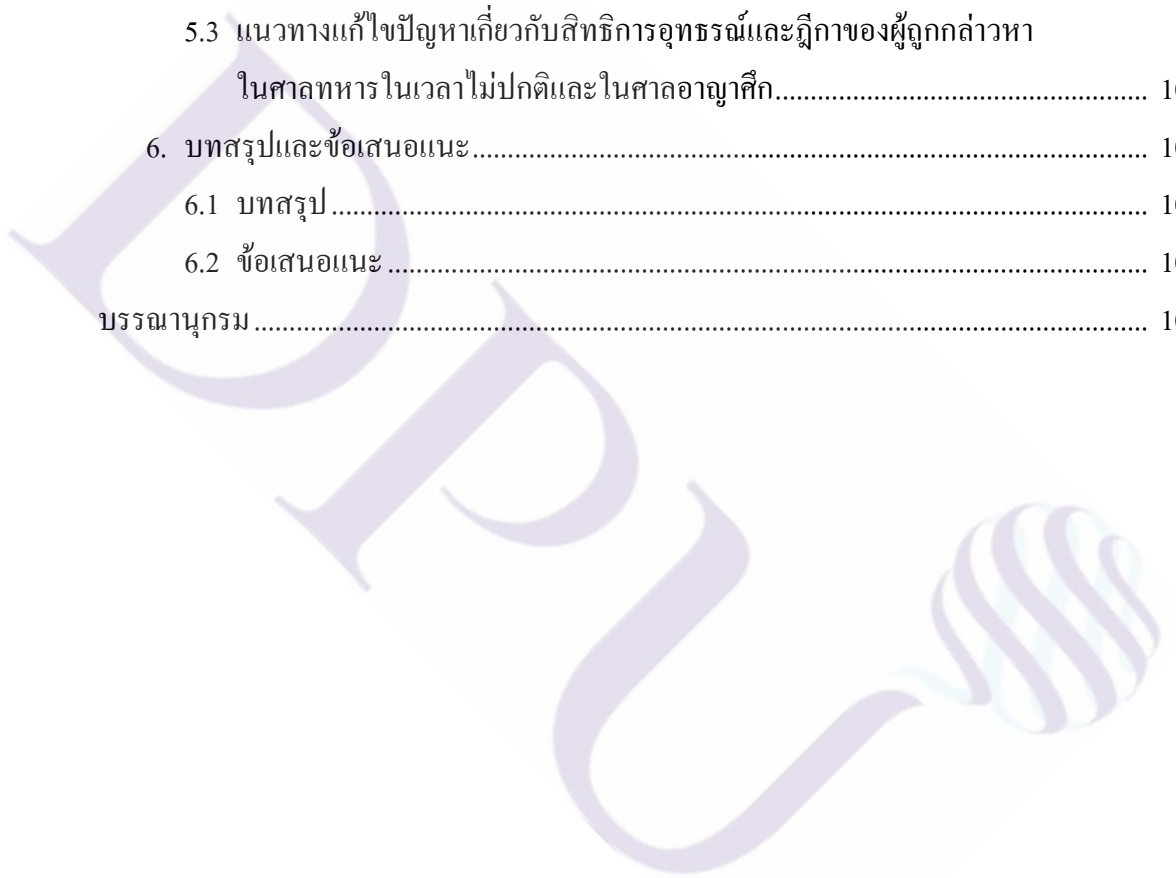 5.3 แนวทางแก้ไขปัญหาเกี่ยวกับสิทธิการอุทธรณ์และฎีกาของผู้ถูกกล่าวหา
ในศาลทหารในเวลาไม่ปกติและในศาลอาญาศึก
6. บทสรุปและข้อเสนอแนะ
6.1 บทสรุป
6.2 ข้อเสนอแนะ
บรรณานุกรม
DPU